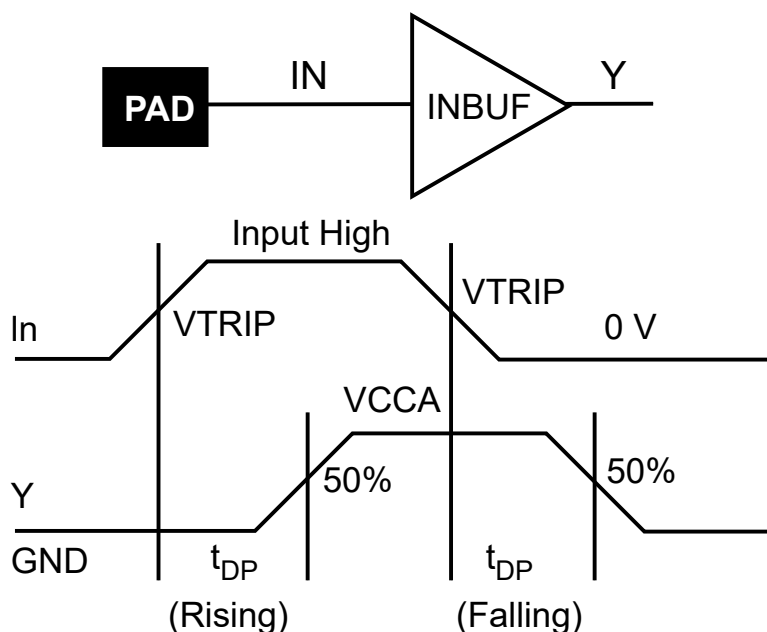 IN
Y
PAD
INBUF
Input High
VTRIP
VTRIP
In
0 V
VCCA
50%
50%
Y
GND
tDP
tDP
(Rising)
(Falling)